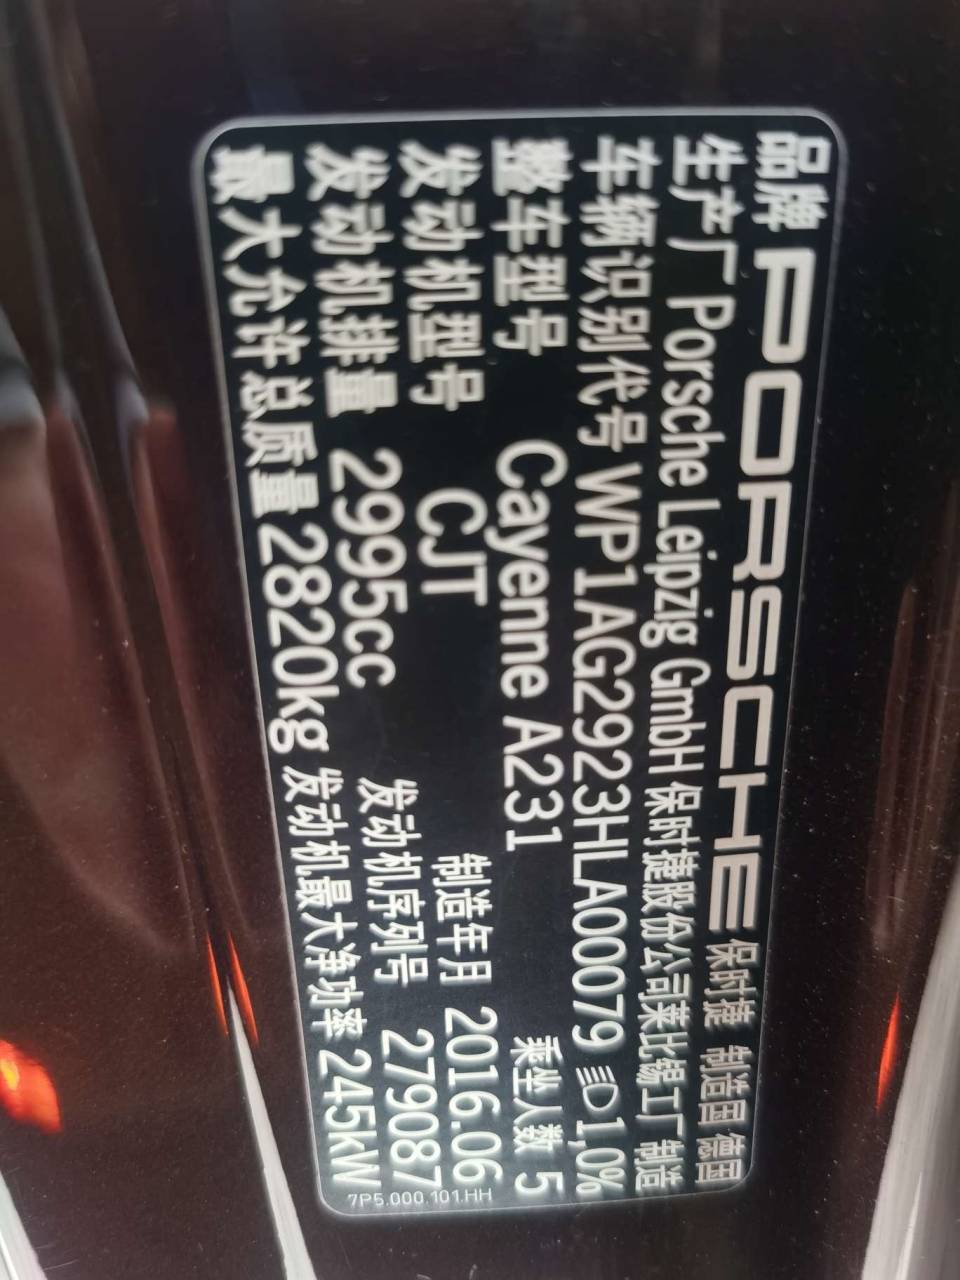 品牌 PORSCHE 保时捷 制造国 德国
生产厂 Porsche Leipzig GmbH 保时捷股份公司莱比锡工厂 制造
车辆识别代号 WP1AG2923HLA00079 1,0%
整车型号 Cayenne A231 乘坐人数 5
发动机型号 CJT 制造年月 2016.06
发动机排量 2995cc 发动机序列号 279087
最大允许总质量 2820kg 发动机最大净功率 245kW
7P5.000.101.HH